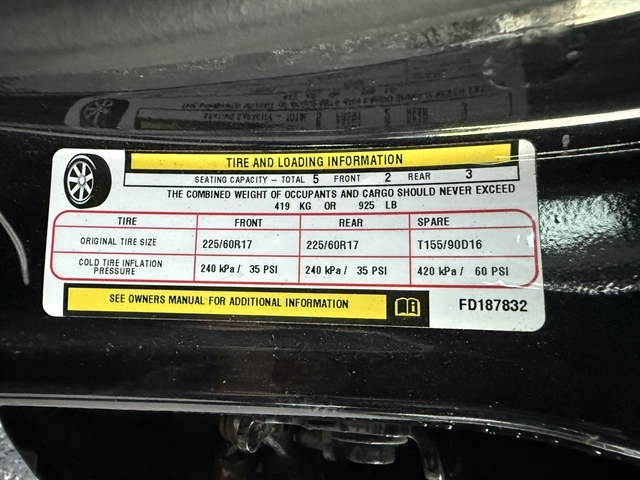 TIRE AND LOADING INFORMATION
SEATING CAPACITY - TOTAL 5 FRONT 2 REAR 3
THE COMBINED WEIGHT OF OCCUPANTS AND CARGO SHOULD NEVER EXCEED
419 KG OR 925 LB
TIRE FRONT REAR SPARE
ORIGINAL TIRE SIZE 225/60R17 225/60R17 T155/90D16
COLD TIRE INFLATION PRESSURE 240 kPa / 35 PSI 240 kPa / 35 PSI 420 kPa / 60 PSI
SEE OWNERS MANUAL FOR ADDITIONAL INFORMATION FD187832